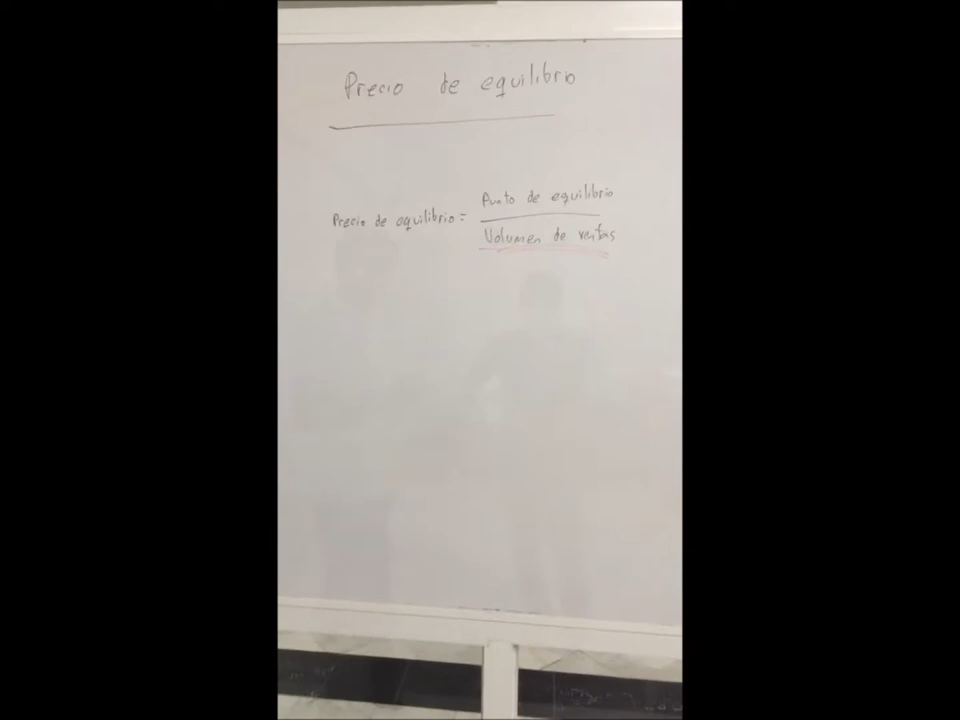 Precio de equilibrio
Precio de equilibrio = Punto de equilibrio
Volumen de ventas